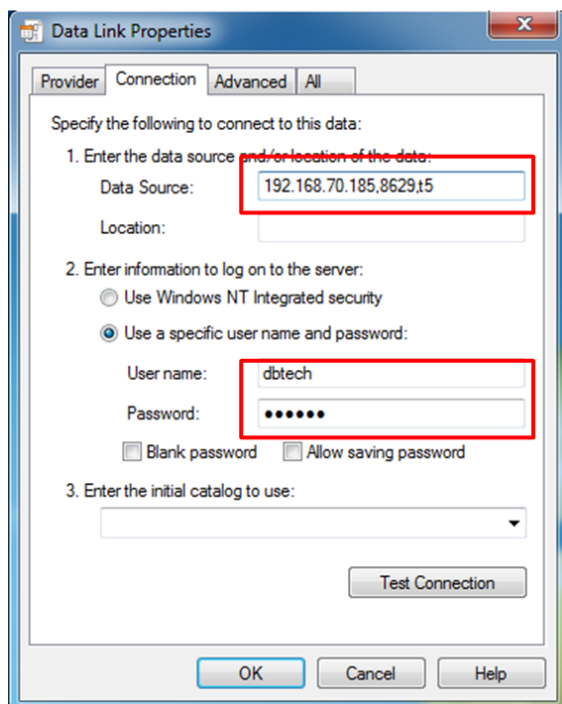 Data Link Properties
Provider Connection Advanced All
Specify the following to connect to this data:
1. Enter the data source and/or location of the data:
Data Source: 192.168.70.185,8629,t5
Location:
2. Enter information to log on to the server:
Use Windows NT Integrated security
Use a specific user name and password:
User name: dbtech
Password: ●●●●●●
Blank password Allow saving password
3. Enter the initial catalog to use:
Test Connection
OK Cancel Help